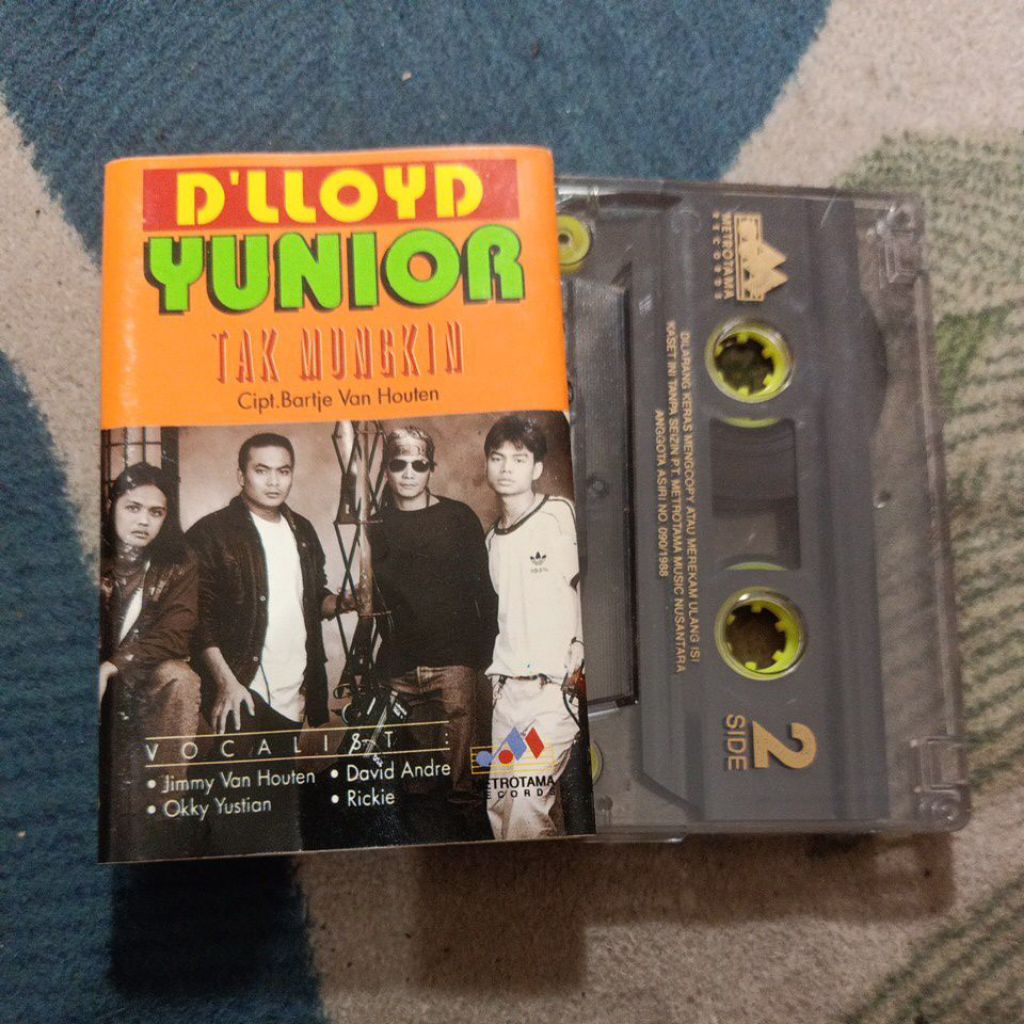 D'LLOYD
YUNIOR
TAK MUNGKIN
Cipt.Bartje Van Houten
VOCALIST :
• Jimmy Van Houten
• Okky Yustian
• David Andre
• Rickie
METROTAMA
RECORDS
METROTAMA
RECORDS
DILARANG KERAS MENGCOPY ATAU MEREKAM ULANG ISI
KASET INI TANPA SEIZIN P.T. METROTAMA MUSIC NUSANTARA
ANGGOTA ASIRI NO. 090/1988
2
SIDE